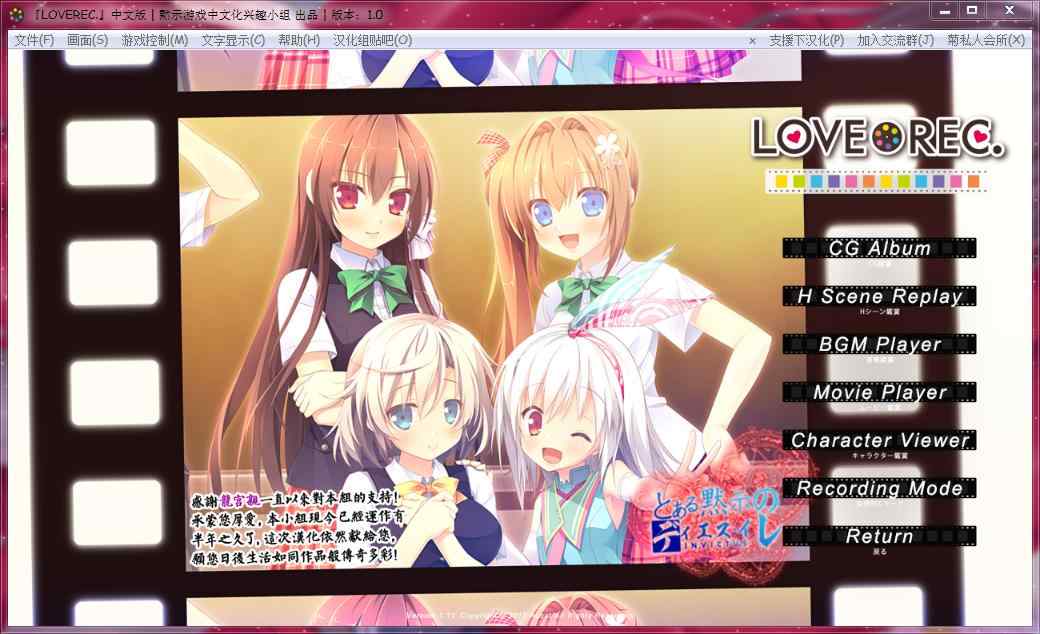 『LOVEREC.』中文版 | 黙示游戏中文化兴趣小组 出品 | 版本：1.0
文件(F) 画面(S) 游戏控制(M) 文字显示(C) 帮助(H) 汉化组贴吧(O) × 支援下汉化(P) 加入交流群(J) 菊私人会所(X)
LOVE REC.
CG Album
H Scene Replay
Hシーン鑑賞
BGM Player
Movie Player
Character Viewer
キャラクター鑑賞
Recording Mode
Return
戻る
感謝龍宮親一直以來對本組的支持！
承蒙您厚愛，本小組現今已經運作有
半年之久了，這次漢化依然獻給您，
願您日後生活如同作品般傳奇多彩！
とある黙示の
ディエスイレ
INVICTUS